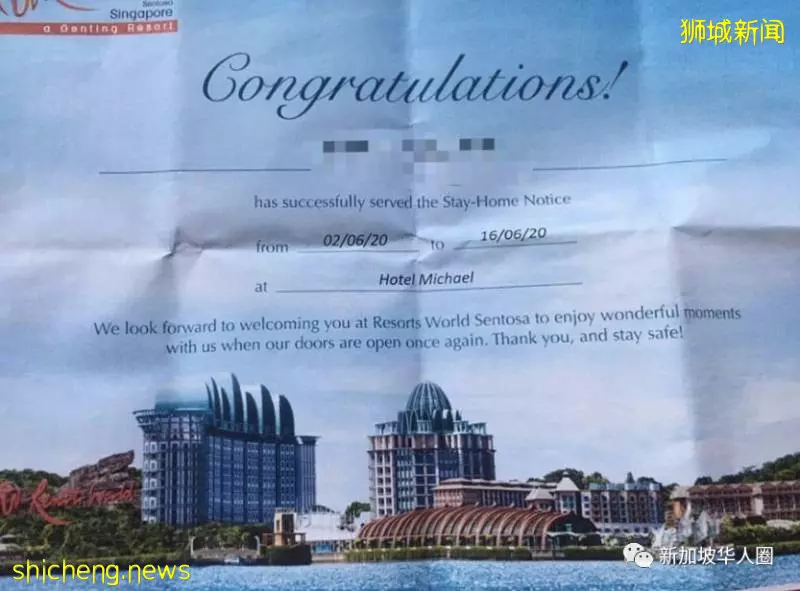 Sentosa
Singapore
a Genting Resort
狮城新闻
Congratulations!
has successfully served the Stay-Home Notice
from 02/06/20 to 16/06/20
at Hotel Michael
We look forward to welcoming you at Resorts World Sentosa to enjoy wonderful moments
with us when our doors are open once again. Thank you, and stay safe!
Resorts World
新加坡华人圈
shicheng.news